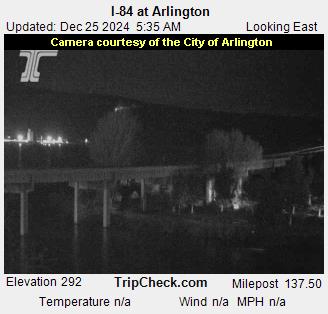 I-84 at Arlington
Updated: Dec 25 2024 5:35 AM Looking East
Camera courtesy of the City of Arlington
Elevation 292 TripCheck.com Milepost 137.50
Temperature n/a Wind n/a MPH n/a